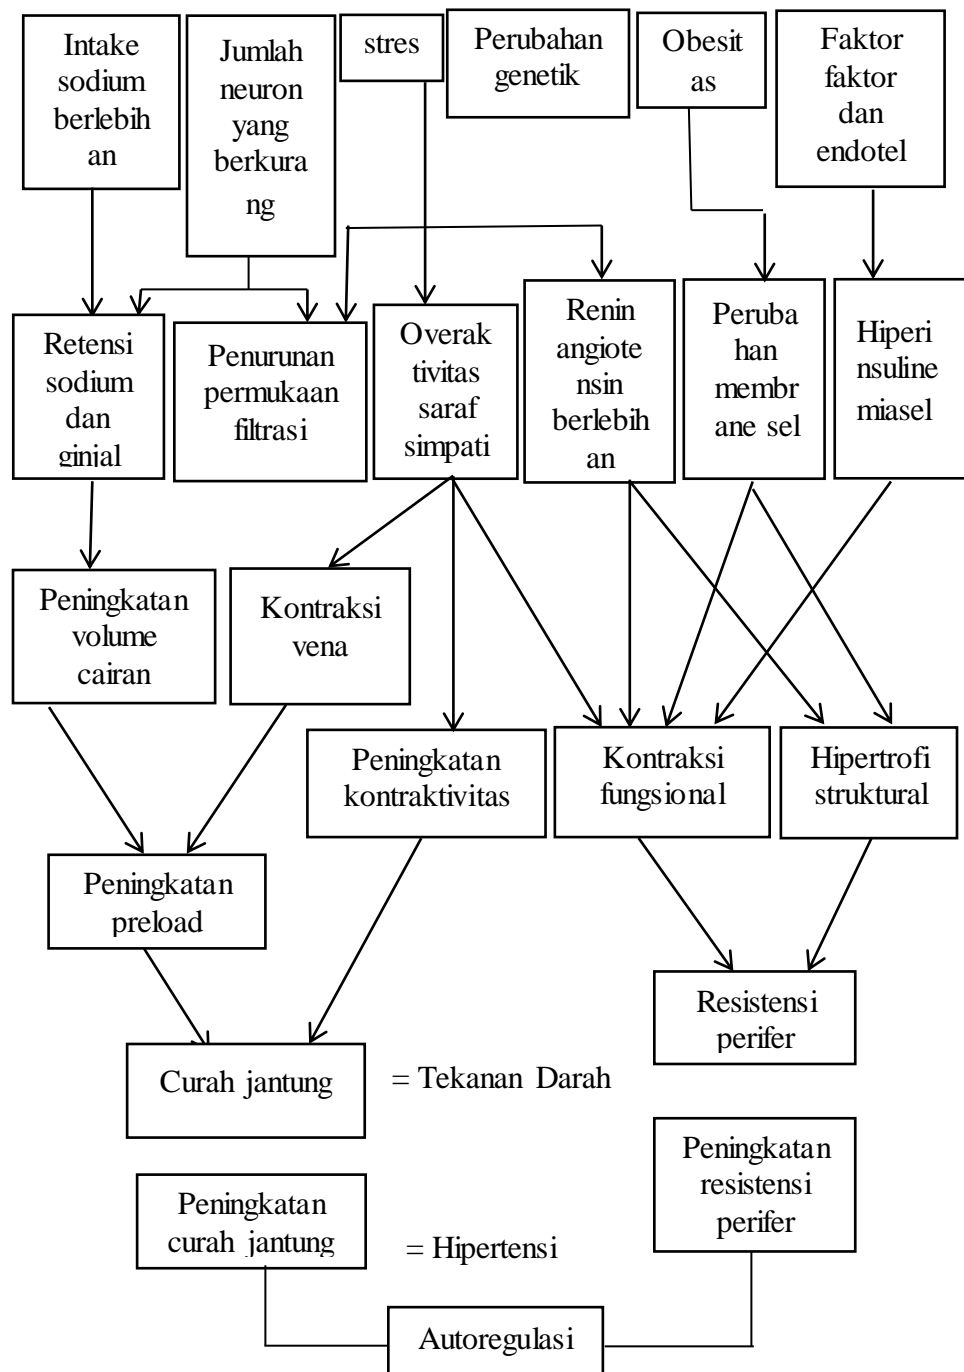 Intake
sodium
berlebih
an
Jumlah
neuron
yang
berkura
ng
stres
Perubahan
genetik
Obesit
as
Faktor
faktor
dan
endotel
Retensi
sodium
dan
ginjal
Penurunan
permukaan
filtrasi
Overak
tivitas
saraf
simpati
Renin
angiote
nsin
berlebih
an
Peruba
han
membr
ane sel
Hiperi
nsuline
miasel
Peningkatan
volume
cairan
Kontraksi
vena
Peningkatan
kontraktivitas
Kontraksi
fungsional
Hipertrofi
struktural
Peningkatan
preload
Resistensi
perifer
Curah jantung
= Tekanan Darah
Peningkatan
resistensi
perifer
Peningkatan
curah jantung
= Hipertensi
Autoregulasi